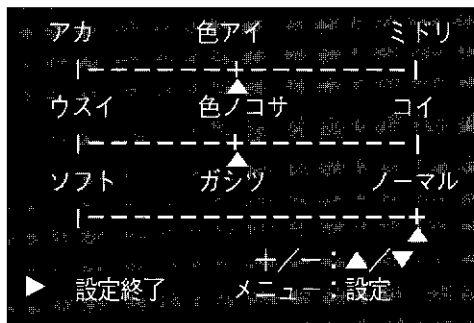 アカ 色アイ ミドリ
ウスイ 色ノコサ コイ
ソフト ガシツ ノーマル
+/−:▲/▼
▶ 設定終了 メニュー:設定